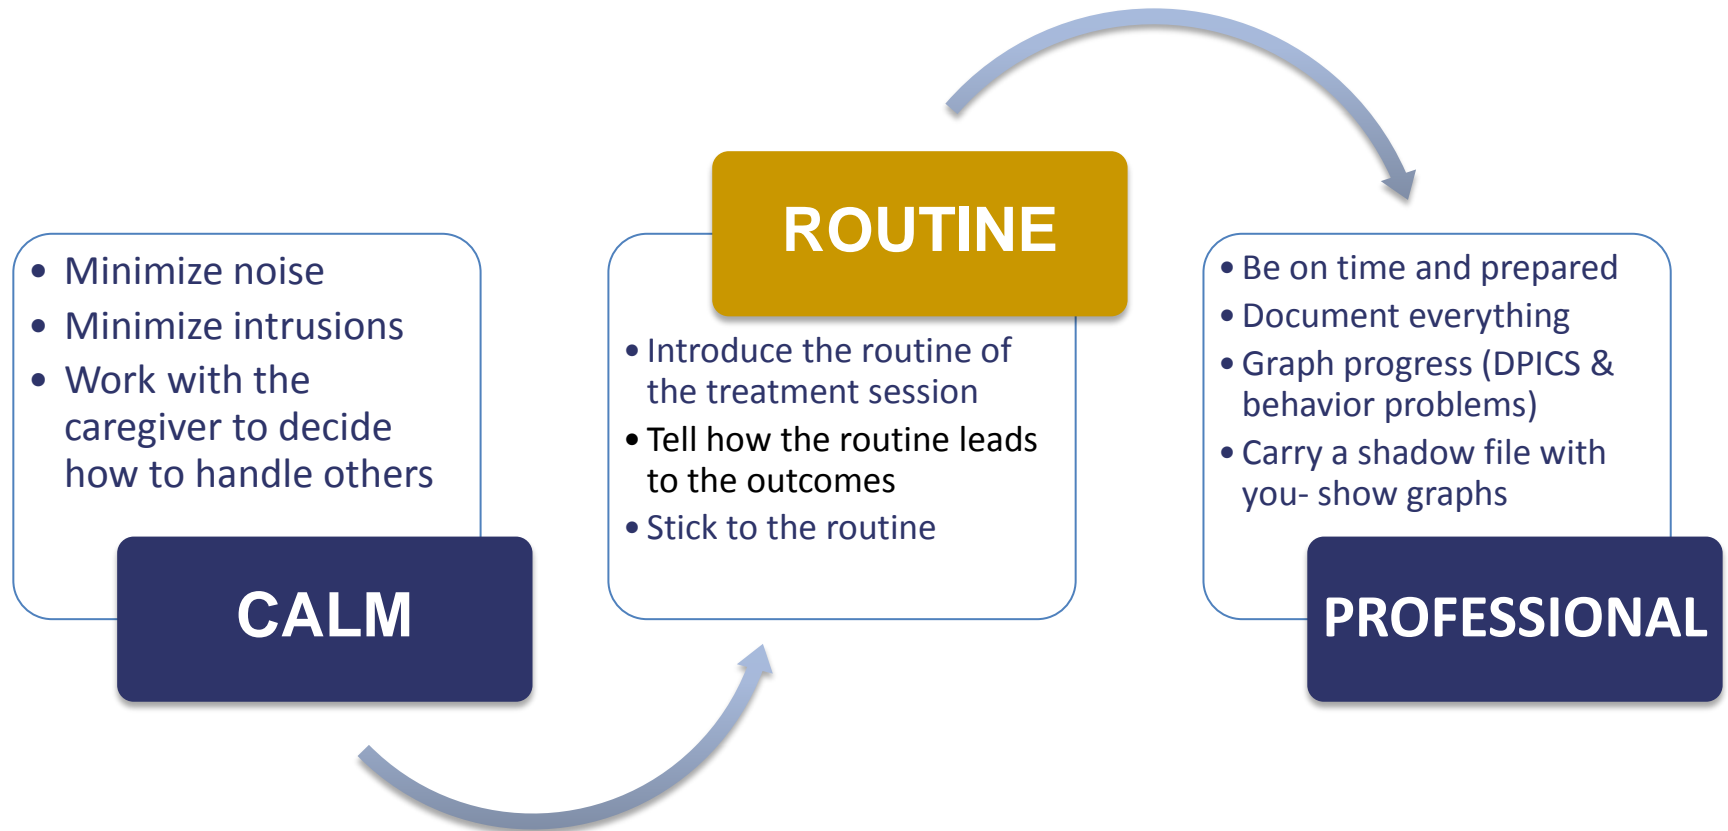 • Minimize noise
• Minimize intrusions
• Work with the
caregiver to decide
how to handle others
CALM
ROUTINE
• Introduce the routine of
the treatment session
• Tell how the routine leads
to the outcomes
• Stick to the routine
• Be on time and prepared
• Document everything
• Graph progress (DPICS &
behavior problems)
• Carry a shadow file with
you- show graphs
PROFESSIONAL